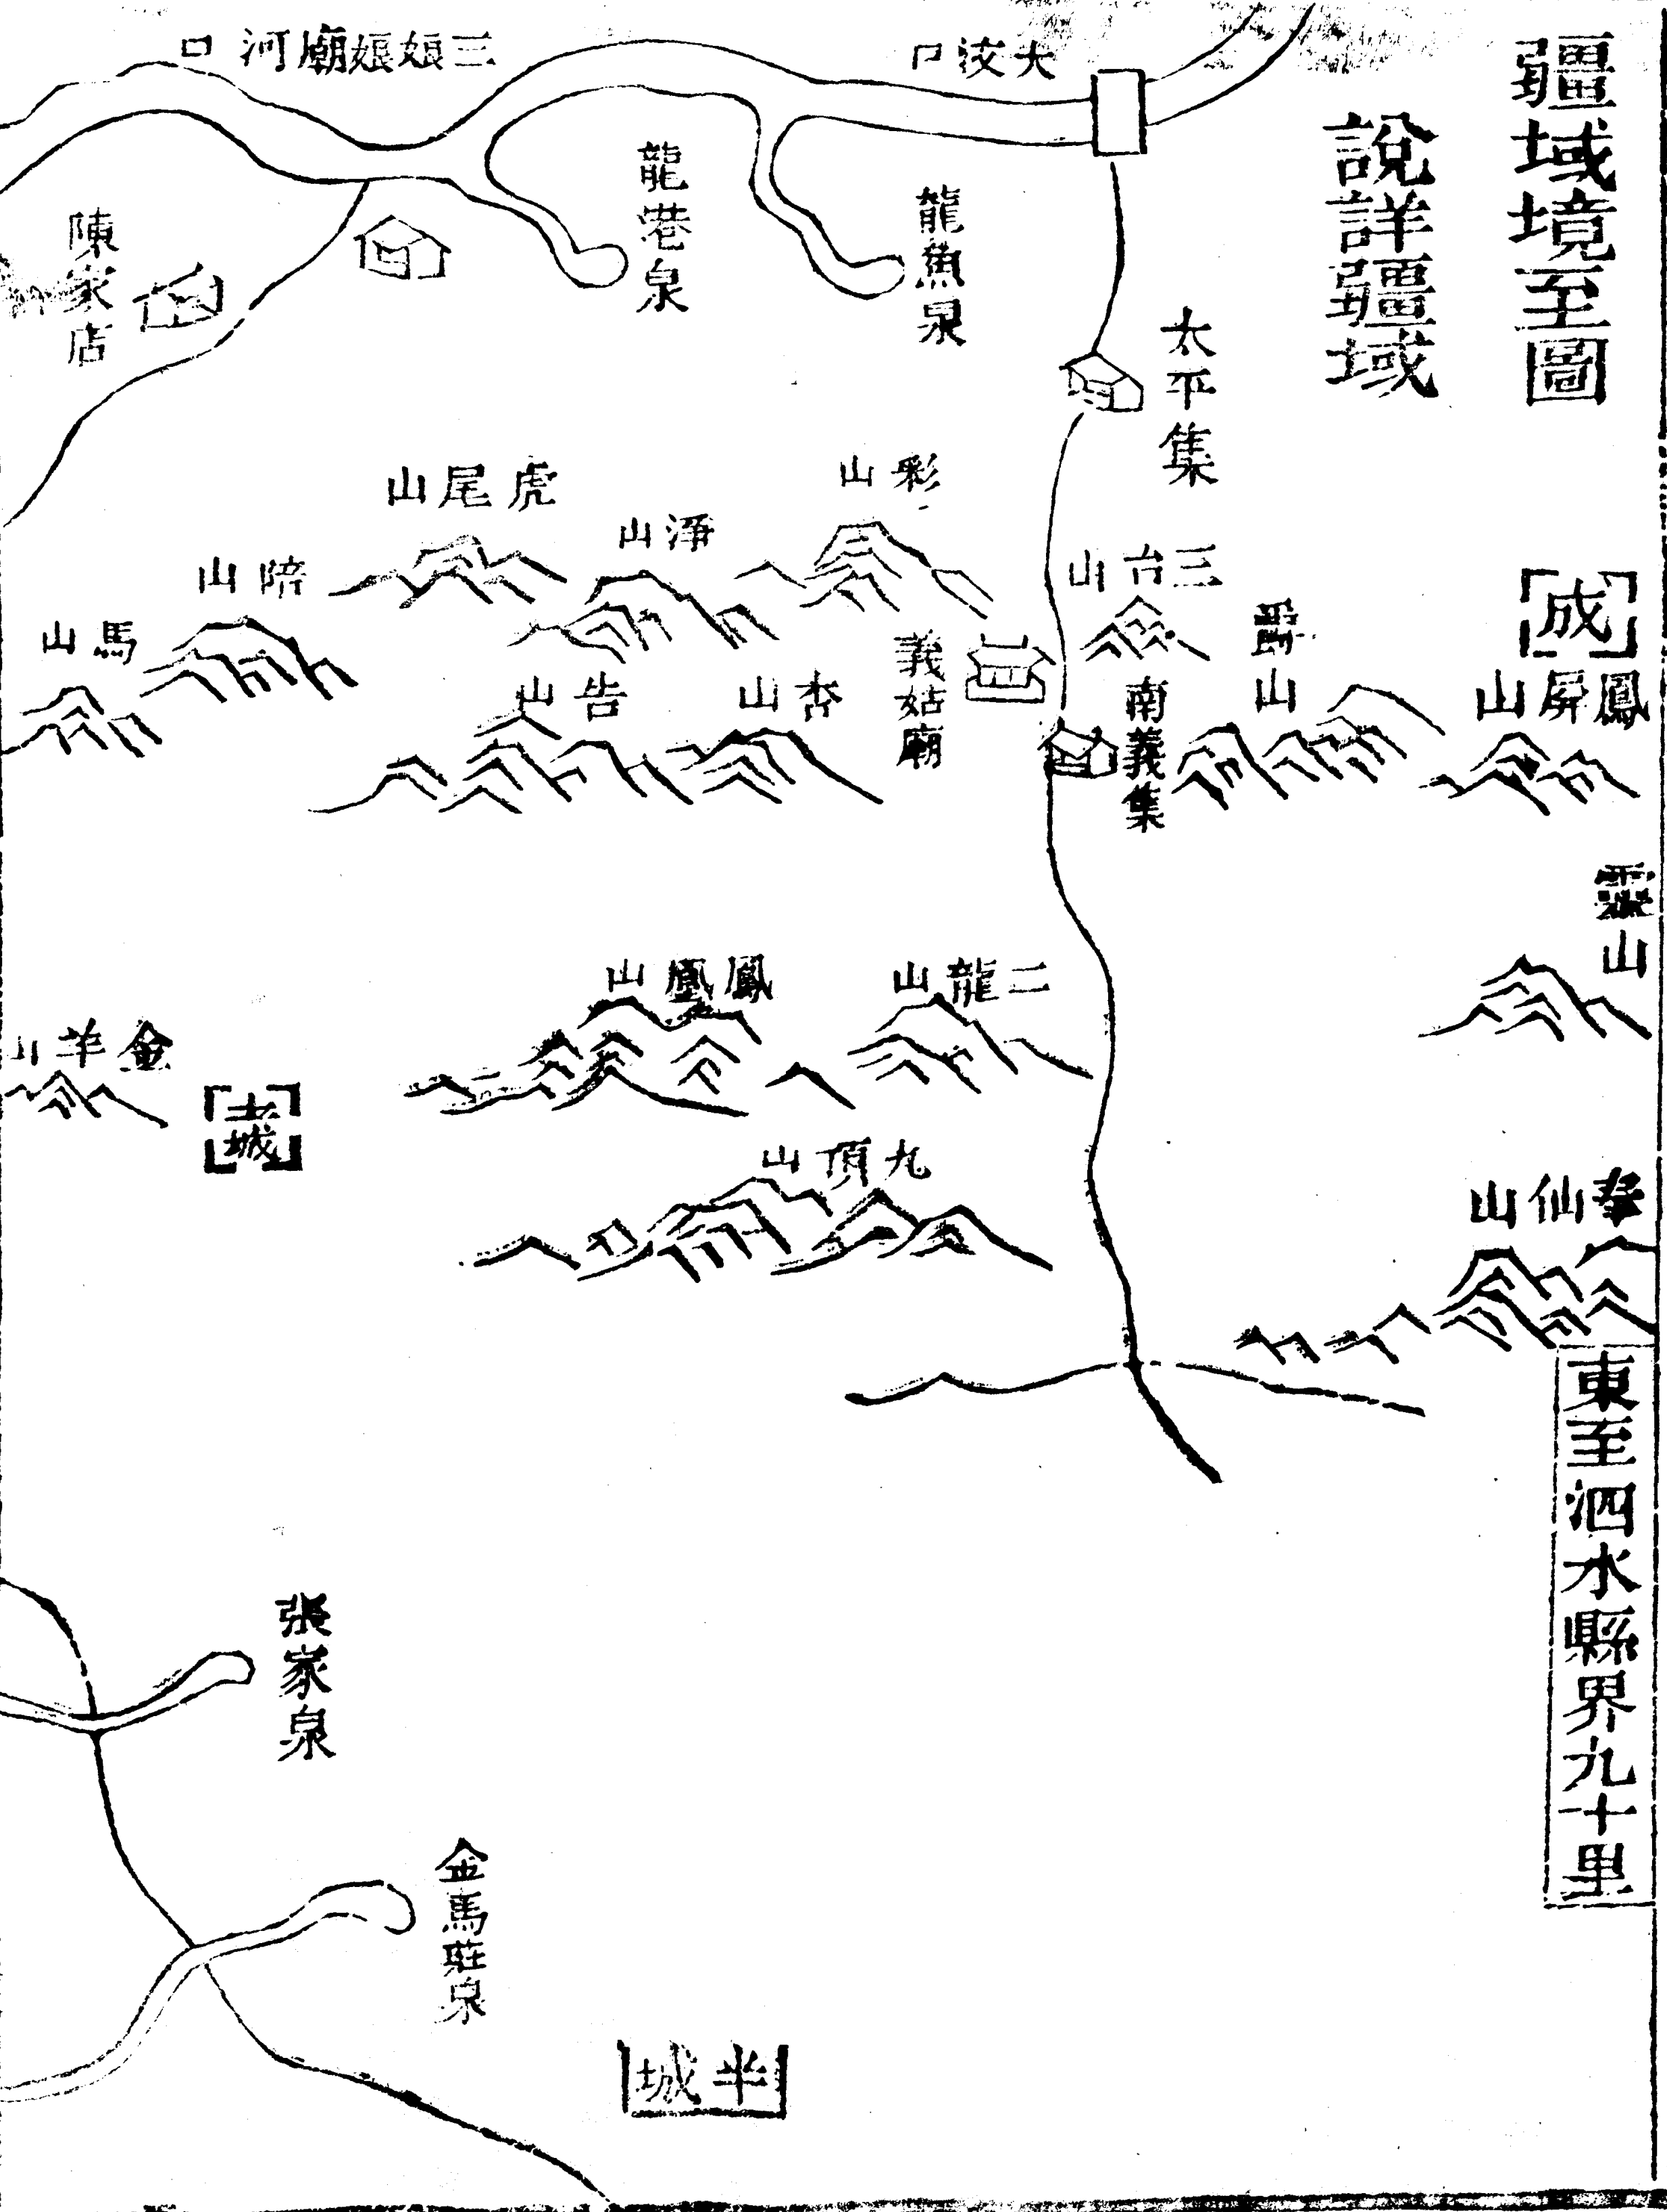 疆域境至圖
說詳疆域
大汶口
三娘娘廟河口
龍魚泉
龍港泉
陳家店
太平集
彩山
虎尾山
淨山
陪山
馬山
三台山
爵山
成
鳳屏山
義姑廟
南義集
杏山
告山
靈山
二龍山
鳳凰山
金羊山
老城
九頂山
奉仙山
東至泗水縣界九十里
張家泉
金馬莊泉
半城